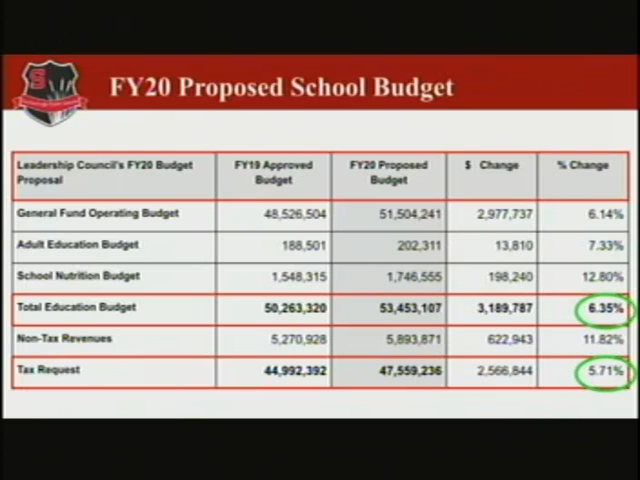 FY20 Proposed School Budget
S
Leadership Council's FY20 Budget Proposal FY19 Approved Budget FY20 Proposed Budget $ Change % Change
General Fund Operating Budget 48,526,504 51,504,241 2,977,737 6.14%
Adult Education Budget 188,501 202,311 13,810 7.33%
School Nutrition Budget 1,548,315 1,746,555 198,240 12.80%
Total Education Budget 50,263,320 53,453,107 3,189,787 6.35%
Non-Tax Revenues 5,270,928 5,893,871 622,943 11.82%
Tax Request 44,992,392 47,559,236 2,566,844 5.71%